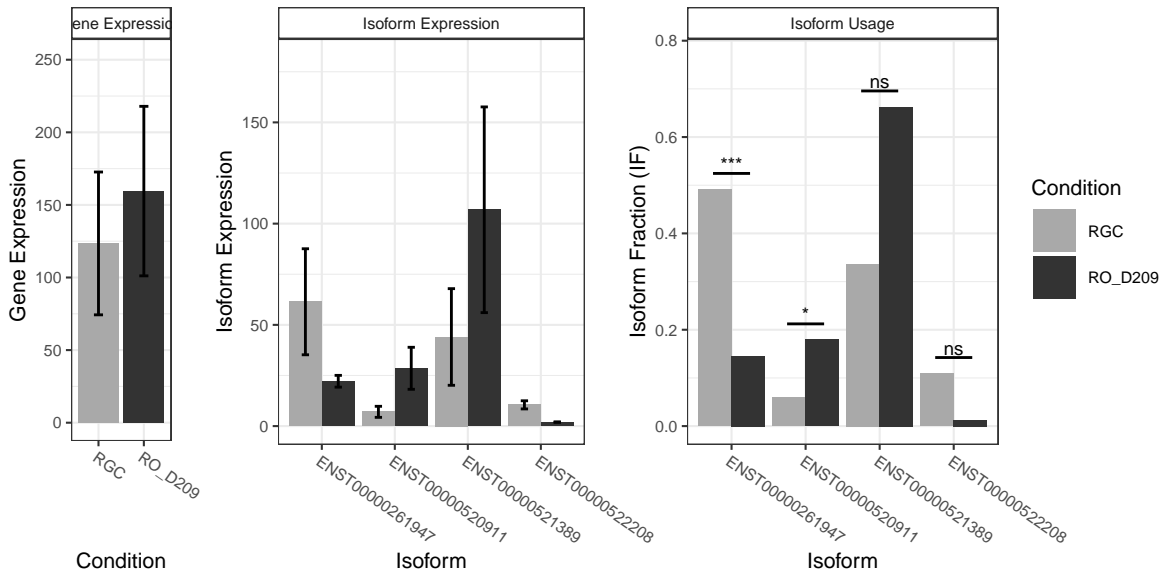 ene Expressio
Gene Expression
250
200
150
100
50
0
RGC
RO_D209
Condition
Isoform Expression
Isoform Expression
150
100
50
0
ENST00000261947
ENST00000520911
ENST00000521389
ENST00000522208
Isoform
Isoform Usage
Isoform Fraction (IF)
0.8
0.6
0.4
0.2
0.0
***
*
ns
ns
ENST00000261947
ENST00000520911
ENST00000521389
ENST00000522208
Isoform
Condition
RGC
RO_D209